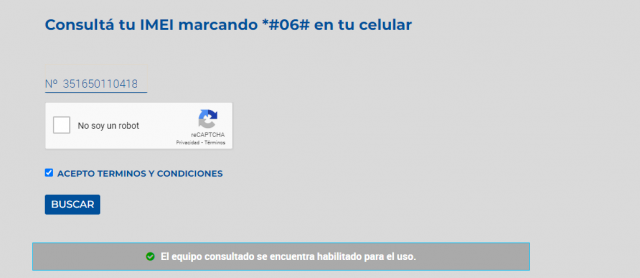 Consultá tu IMEI marcando *#06# en tu celular
Nº 351650110418
No soy un robot
reCAPTCHA
Privacidad - Términos
ACEPTO TERMINOS Y CONDICIONES
BUSCAR
El equipo consultado se encuentra habilitado para el uso.